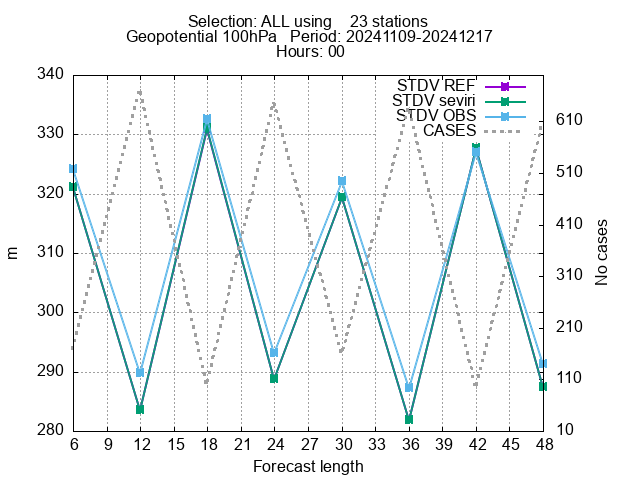 Selection: ALL using 23 stations
Geopotential 100hPa Period: 20241109-20241217
Hours: 00
STDV REF
STDV seviri
STDV OBS
CASES
340
330
320
310
300
290
280
610
510
410
310
210
110
10
m
No cases
6 9 12 15 18 21 24 27 30 33 36 39 42 45 48
Forecast length